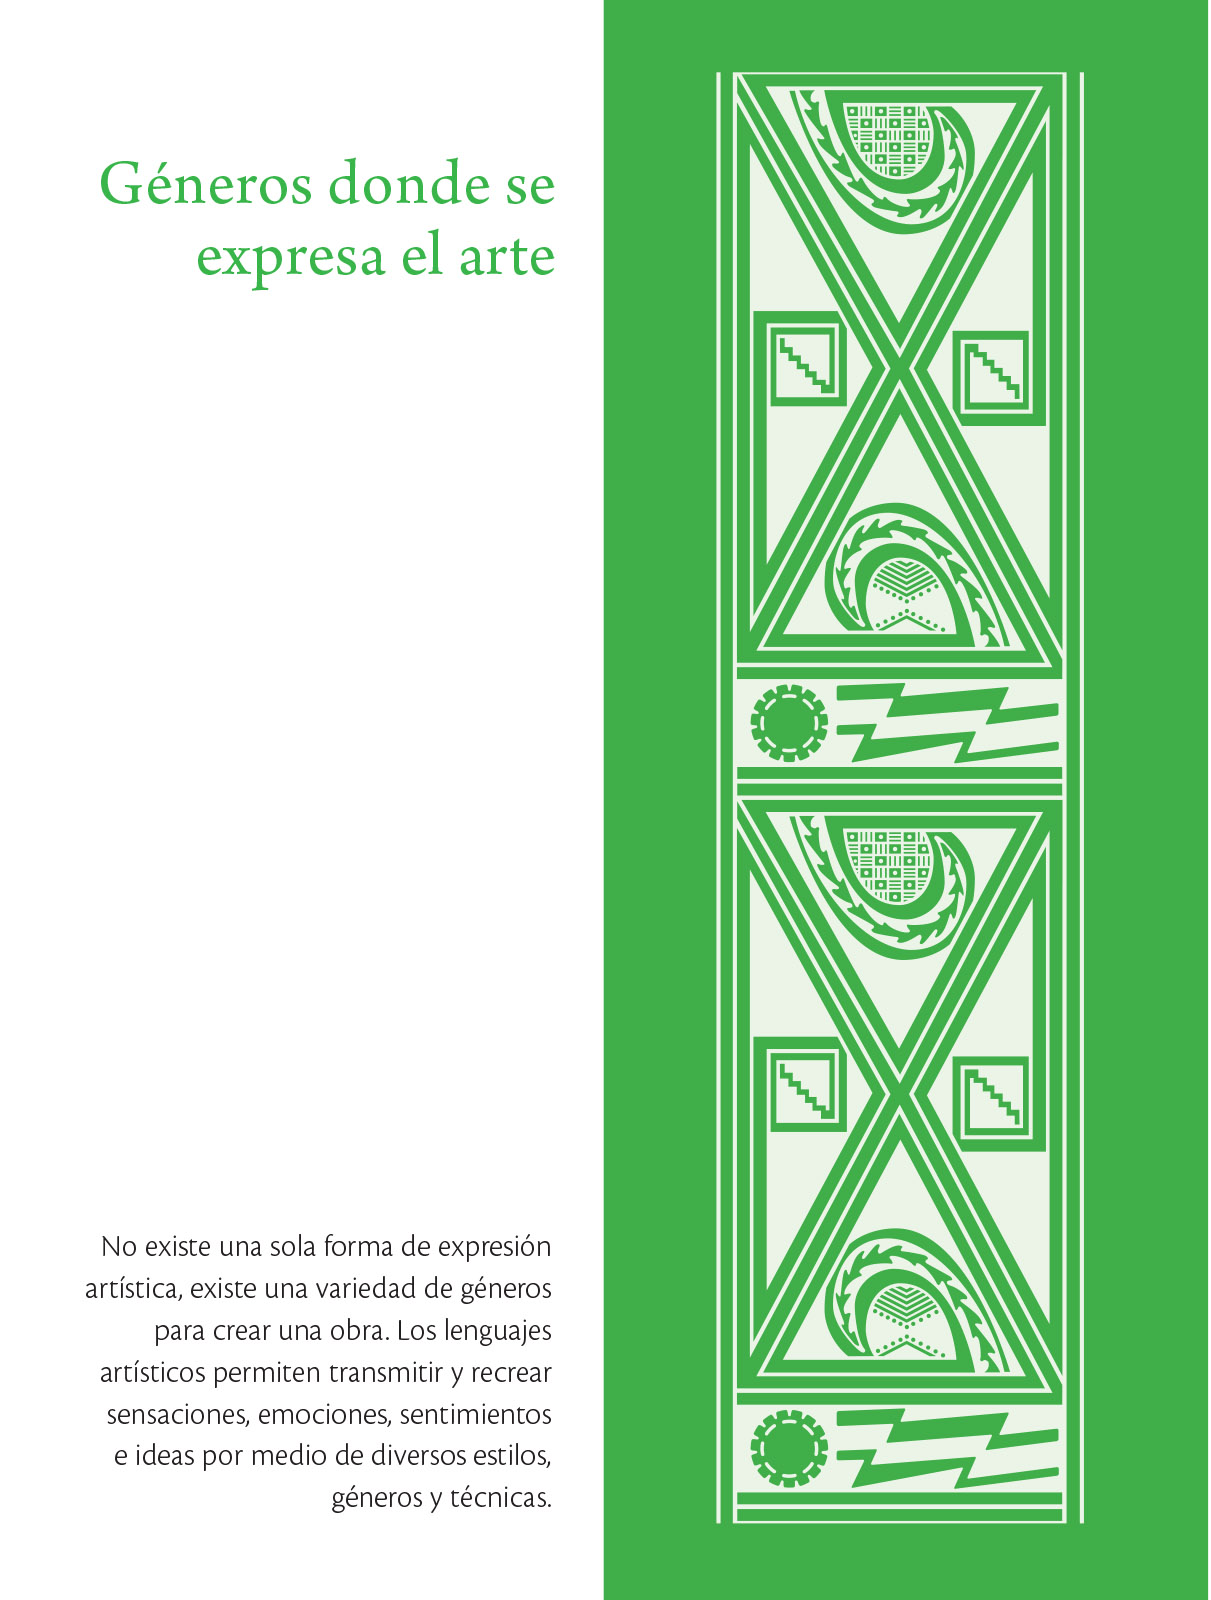 Géneros donde se
expresa el arte
No existe una sola forma de expresión
artística, existe una variedad de géneros
para crear una obra. Los lenguajes
artísticos permiten transmitir y recrear
sensaciones, emociones, sentimientos
e ideas por medio de diversos estilos,
géneros y técnicas.